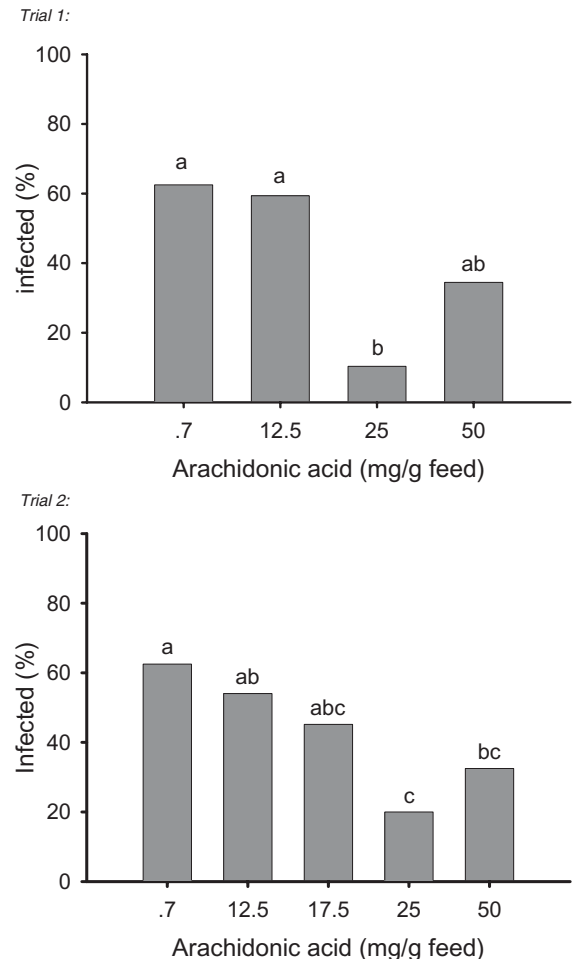 Trial 1:
100
80
60
40
20
0
infected (%)
a
a
b
ab
.7 12.5 25 50
Arachidonic acid (mg/g feed)
Trial 2:
100
80
60
40
20
0
Infected (%)
a
ab
abc
c
bc
.7 12.5 17.5 25 50
Arachidonic acid (mg/g feed)